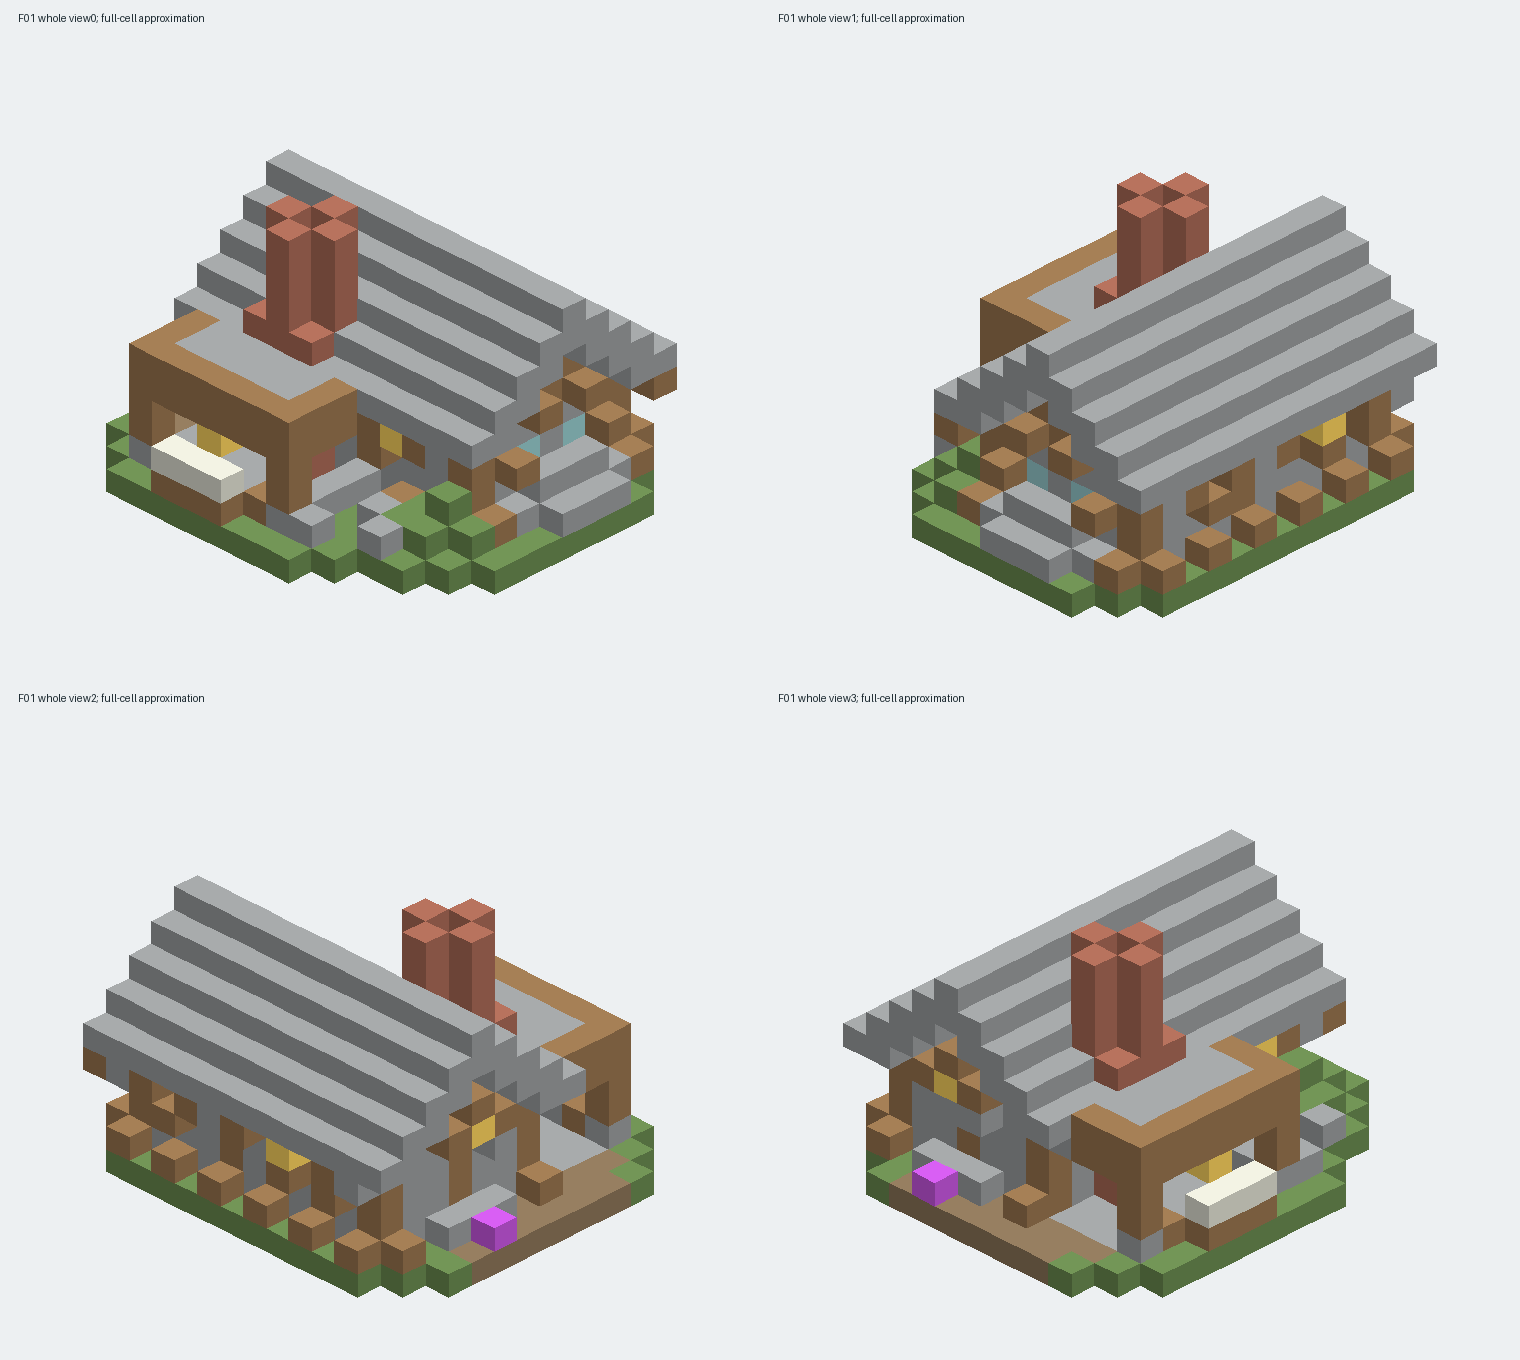 F01 whole view0; full-cell approximation
F01 whole view1; full-cell approximation
F01 whole view2; full-cell approximation
F01 whole view3; full-cell approximation